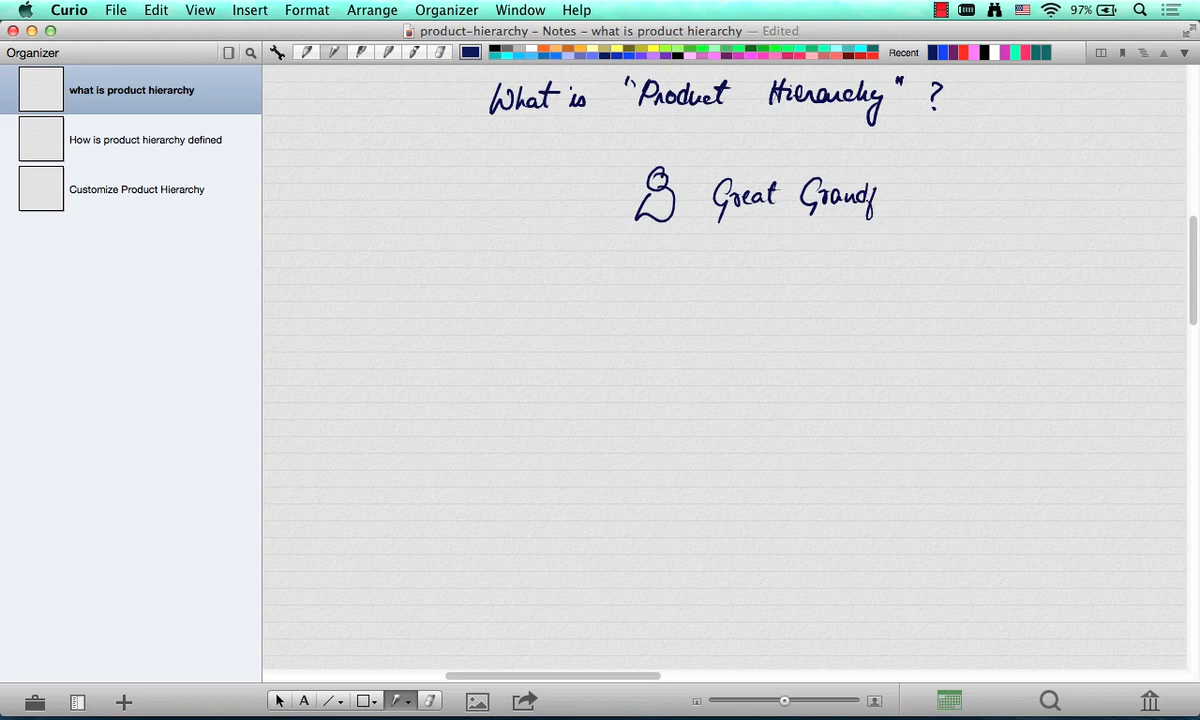 Curio File Edit View Insert Format Arrange Organizer Window Help 97%
product-hierarchy – Notes – what is product hierarchy — Edited
Organizer
Recent
what is product hierarchy
How is product hierarchy defined
Customize Product Hierarchy
What is "Product Hierarchy" ?
Great Grandf
A